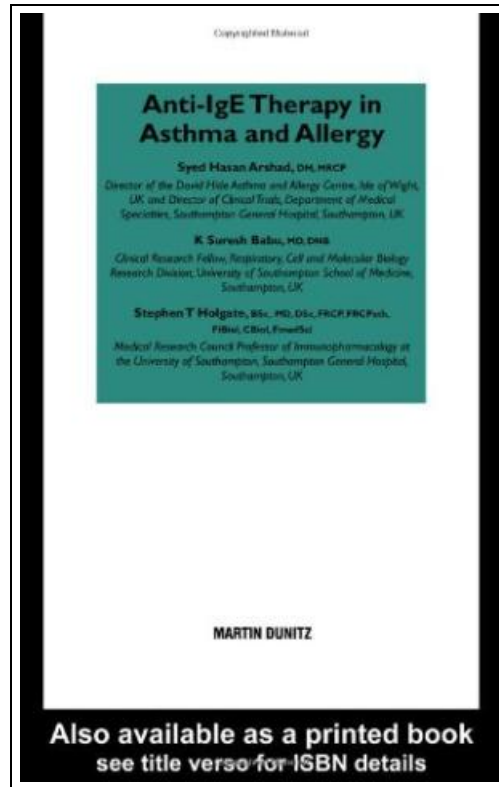 Copyrighted Material
Anti-IgE Therapy in
Asthma and Allergy
Syed Hasan Arshad, DM, MRCP
Director of the David Hide Asthma and Allergy Centre, Isle of Wight,
UK and Director of Clinical Trials, Department of Medical
Specialties, Southampton General Hospital, Southampton, UK
K Suresh Babu, MD, DNB
Clinical Research Fellow, Respiratory, Cell and Molecular Biology
Research Division, University of Southampton School of Medicine,
Southampton, UK
Stephen T Holgate, BSc, MD, DSc, FRCP, FRCPath,
FIBiol, CBiol, FmedSci
Medical Research Council Professor of Immunopharmacology at
the University of Southampton, Southampton General Hospital,
Southampton, UK
MARTIN DUNITZ
Also available as a printed book
see title verso for ISBN details